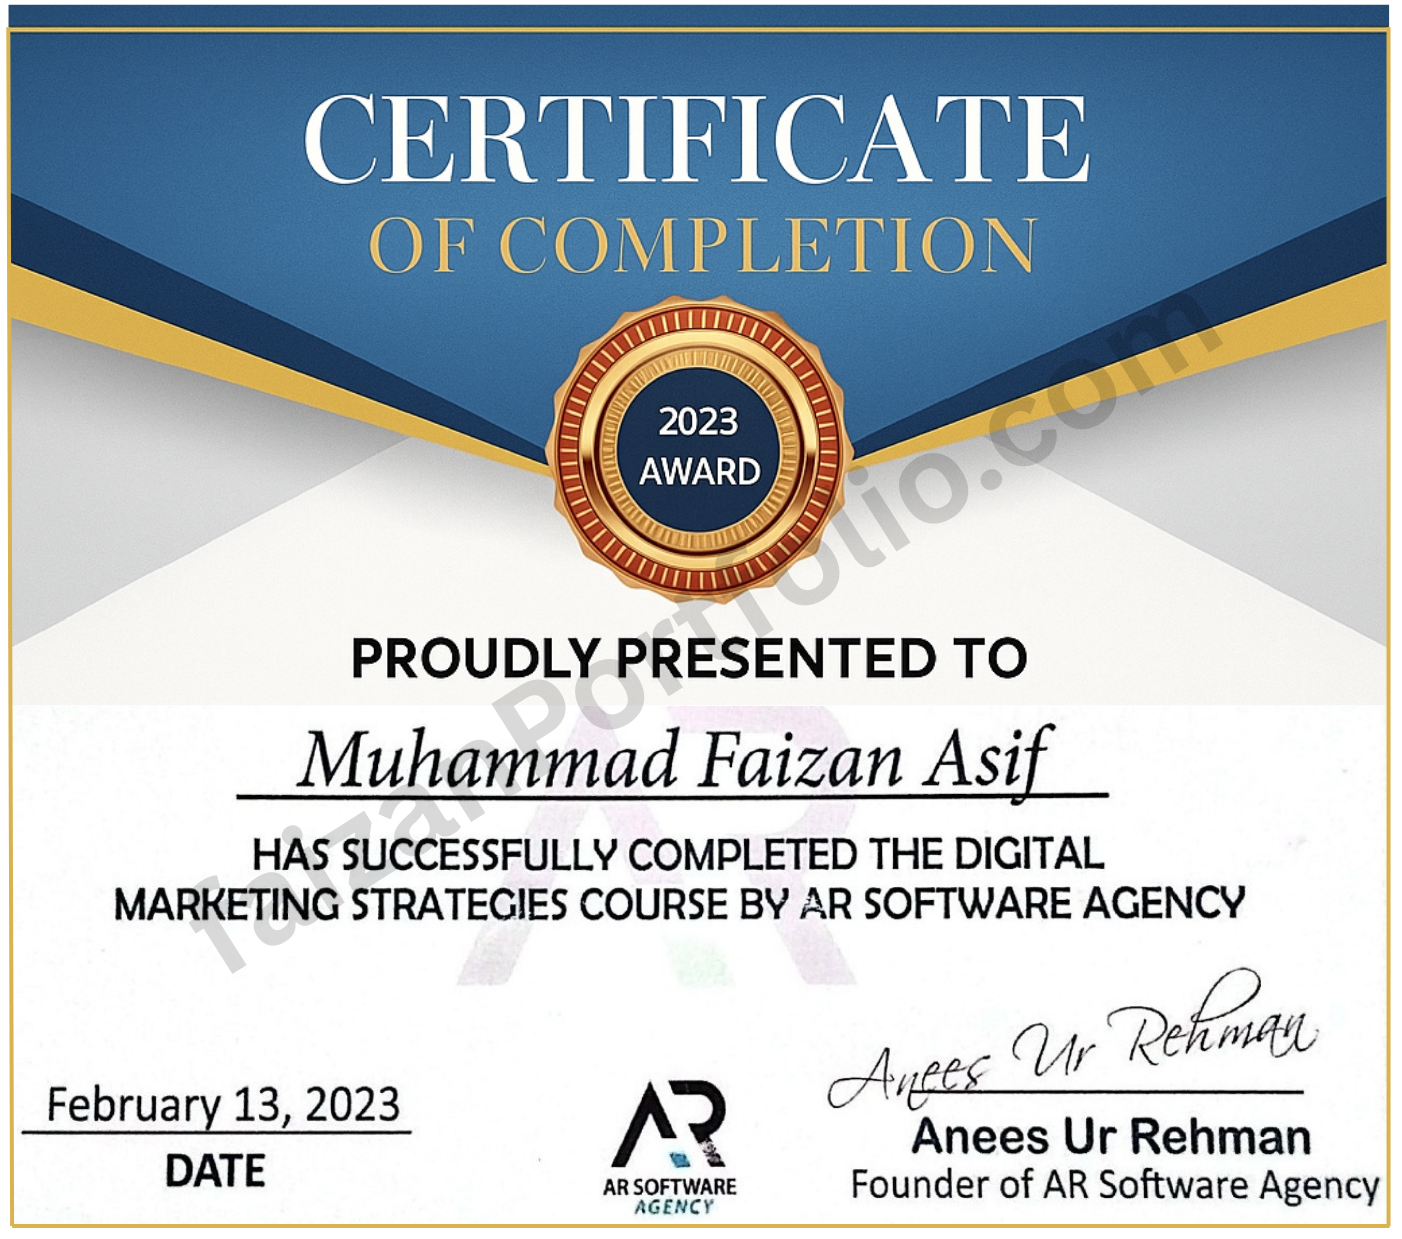 CERTIFICATE
OF COMPLETION
2023
AWARD
PROUDLY PRESENTED TO
Muhammad Faizan Asif
HAS SUCCESSFULLY COMPLETED THE DIGITAL
MARKETING STRATEGIES COURSE BY AR SOFTWARE AGENCY
faizanPortfolio.com
February 13, 2023
DATE
AR
AR SOFTWARE
AGENCY
Anees Ur Rehman
Anees Ur Rehman
Founder of AR Software Agency